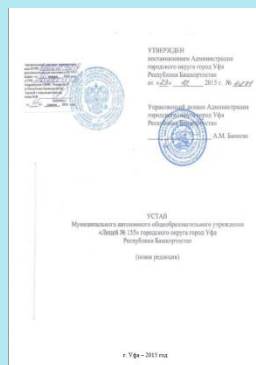 УТВЕРЖДЕН
постановлением Администрации
городского округа город Уфа
Республики Башкортостан
от « » 2015 г. №
Управляющий делами Администрации
городского округа город Уфа
Республики Башкортостан
А.М.
УСТАВ
Муниципального автономного общеобразовательного учреждения
«Лицей № 155» городского округа город Уфа
Республики Башкортостан
(новая редакция)
г. Уфа – 2015 год